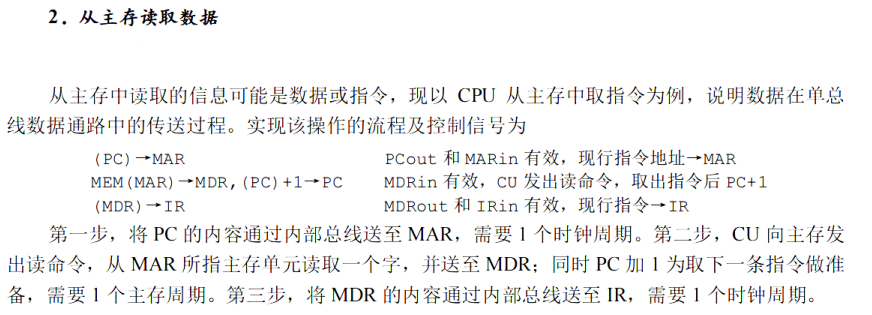 2．从主存读取数据
从主存中读取的信息可能是数据或指令，现以 CPU 从主存中取指令为例，说明数据在单总
线数据通路中的传送过程。实现该操作的流程及控制信号为
(PC)→MAR PCout 和 MARin 有效，现行指令地址→MAR
MEM(MAR)→MDR,(PC)+1→PC MDRin 有效，CU 发出读命令，取出指令后 PC+1
(MDR)→IR MDRout 和 IRin 有效，现行指令→IR
第一步，将 PC 的内容通过内部总线送至 MAR，需要 1 个时钟周期。第二步，CU 向主存发
出读命令，从 MAR 所指主存单元读取一个字，并送至 MDR；同时 PC 加 1 为取下一条指令做准
备，需要 1 个主存周期。第三步，将 MDR 的内容通过内部总线送至 IR，需要 1 个时钟周期。